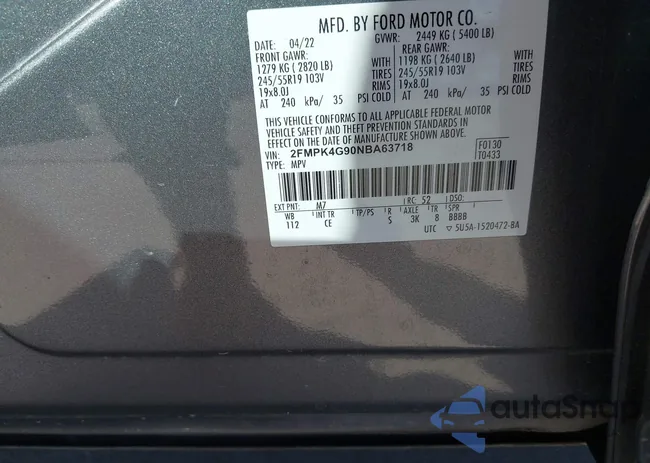 MFD. BY FORD MOTOR CO.
DATE: 04/22 GVWR: 2449 KG ( 5400 LB)
FRONT GAWR: REAR GAWR:
1279 KG ( 2820 LB) WITH 1198 KG ( 2640 LB) WITH
245/55R19 103V TIRES 245/55R19 103V TIRES
19x8.0J RIMS 19x8.0J RIMS
AT 240 kPa/ 35 PSI COLD AT 240 kPa/ 35 PSI COLD
THIS VEHICLE CONFORMS TO ALL APPLICABLE FEDERAL MOTOR
VEHICLE SAFETY AND THEFT PREVENTION STANDARDS IN
EFFECT ON THE DATE OF MANUFACTURE SHOWN ABOVE.
VIN: 2FMPK4G90NBA63718 F0130
TYPE: MPV T0433
EXT PNT: M7 RC: 52 DSO:
WB INT TR TP/PS R AXLE TR SPR
112 CE S 3K 8 BBBB
UTC ▽ 5U5A-1520472-BA
autoSnap